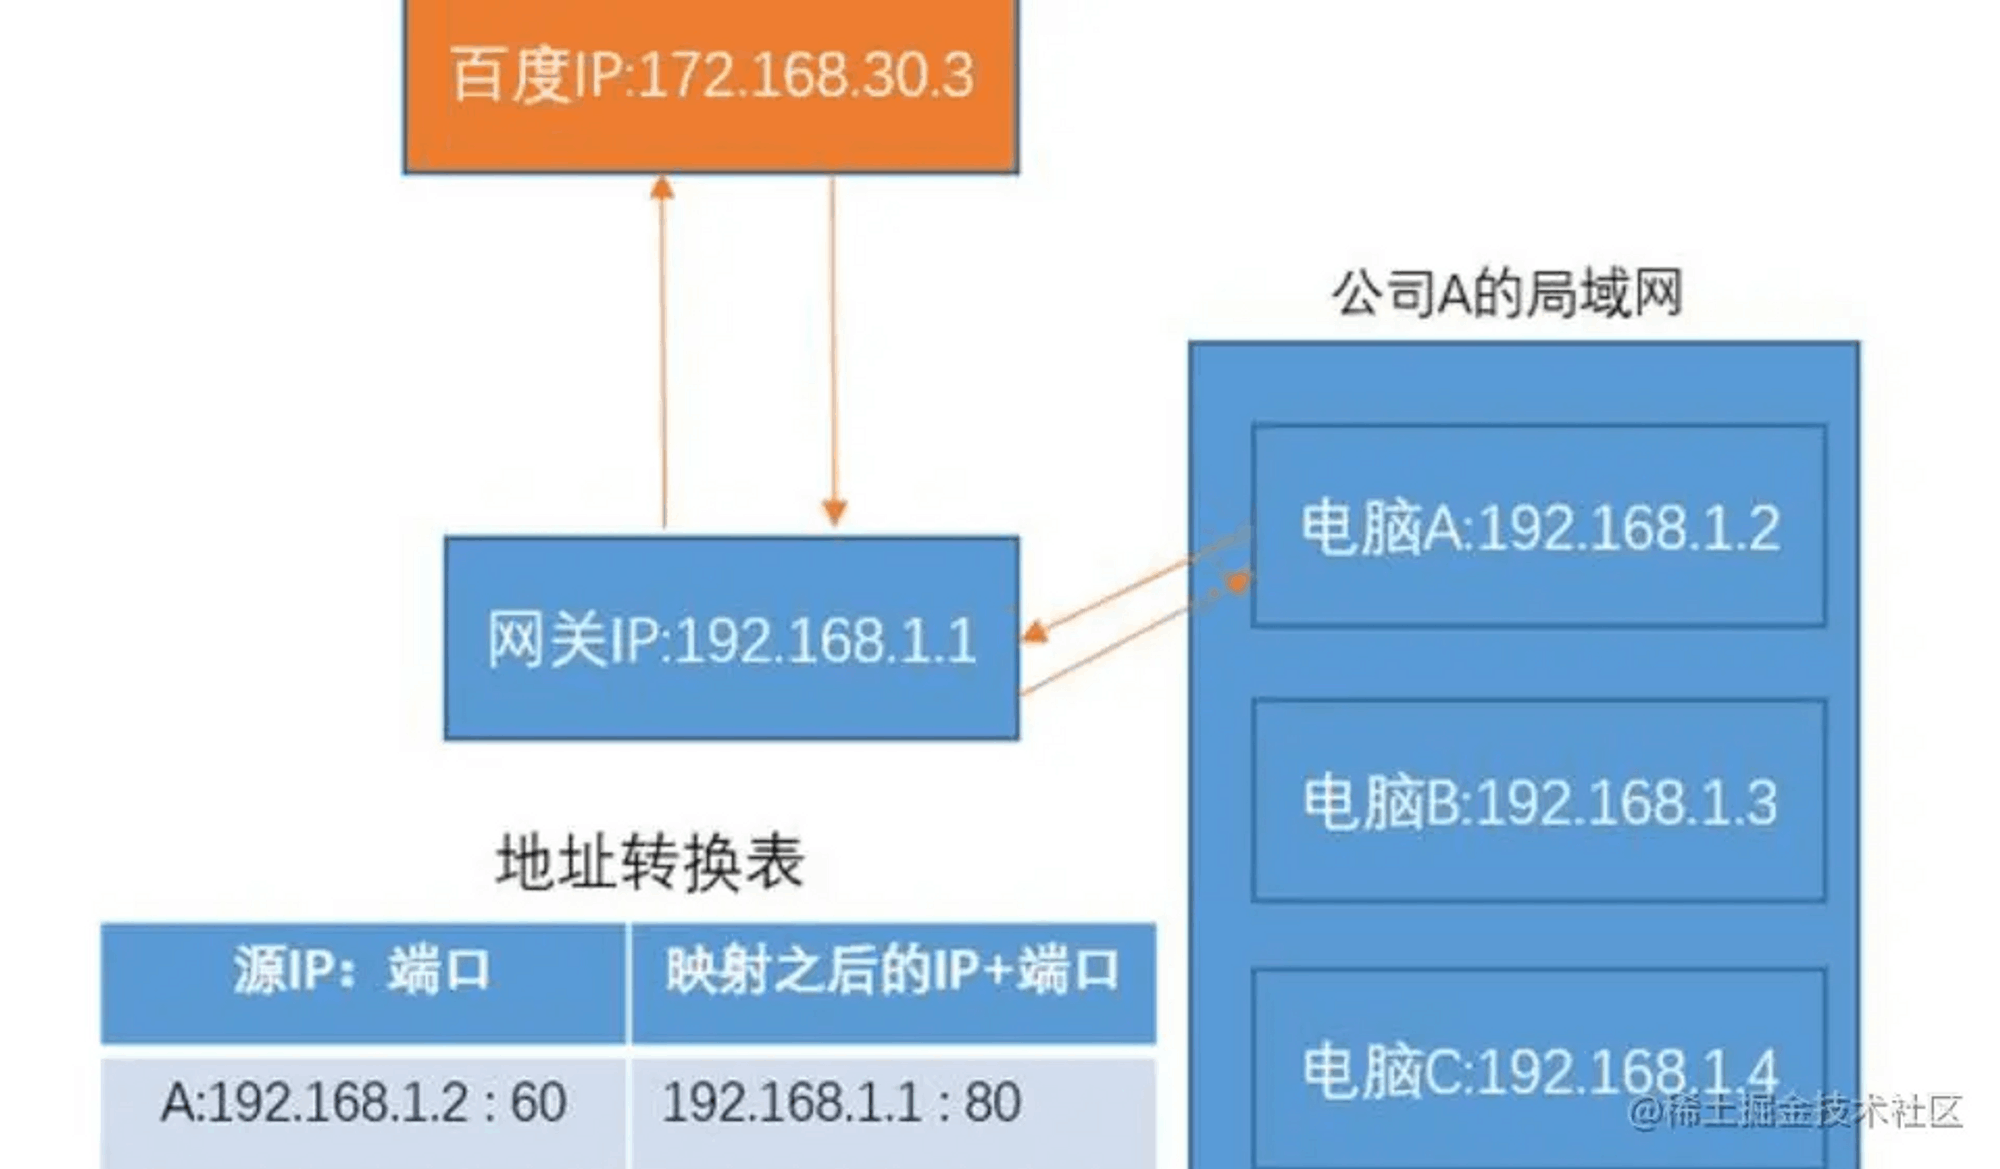 百度IP:172.168.30.3
公司A的局域网
电脑A:192.168.1.2
网关IP:192.168.1.1
电脑B:192.168.1.3
地址转换表
源IP：端口 映射之后的IP+端口
A:192.168.1.2 : 60 192.168.1.1 : 80
电脑C:192.168.1.4
@稀土掘金技术社区